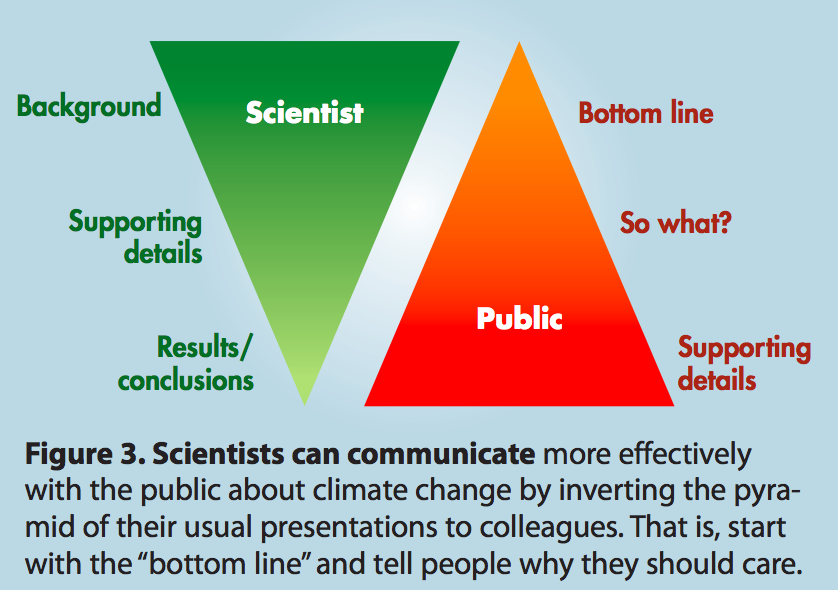 Scientist
Background
Supporting
details
Results/
conclusions
Public
Bottom line
So what?
Supporting
details
Figure 3. Scientists can communicate more effectively
with the public about climate change by inverting the pyra-
mid of their usual presentations to colleagues. That is, start
with the “bottom line” and tell people why they should care.